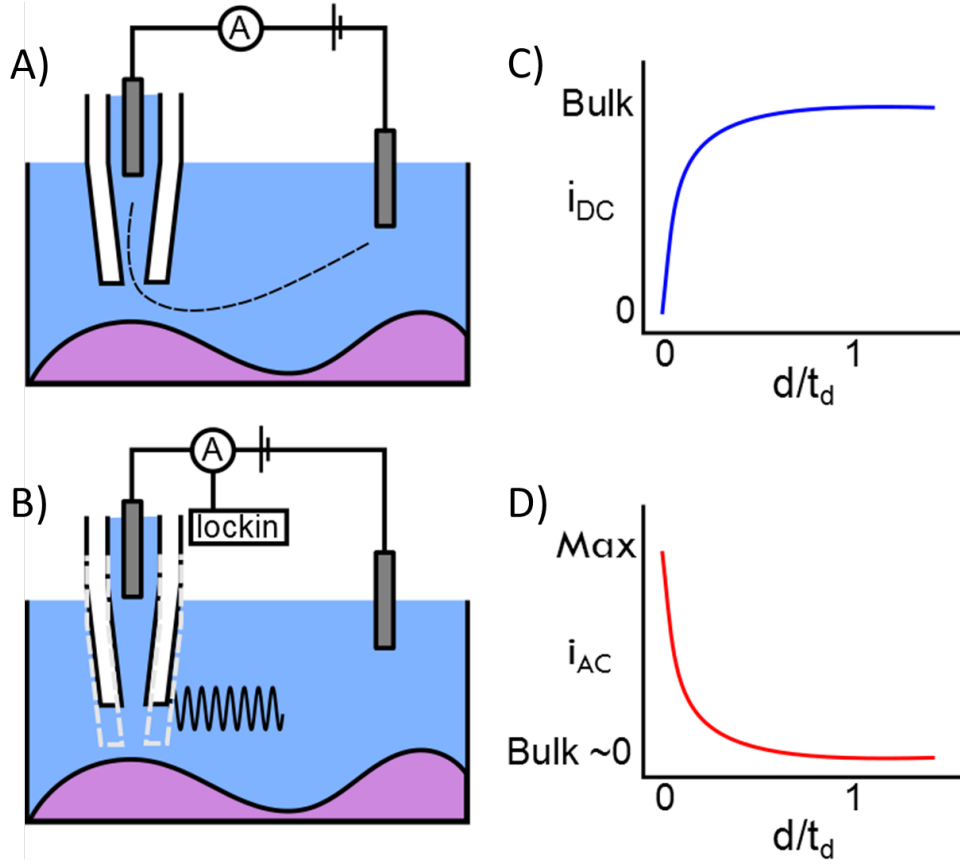 A)
A
C)
Bulk
iDC
0
0
1
d/td
B)
A
lockin
D)
Max
iAC
Bulk ~0
0
1
d/td